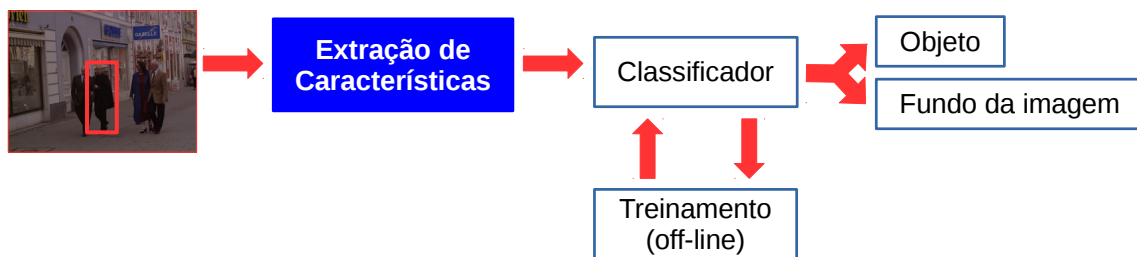 Extração de
Características
Classificador
Objeto
Fundo da imagem
Treinamento
(off-line)